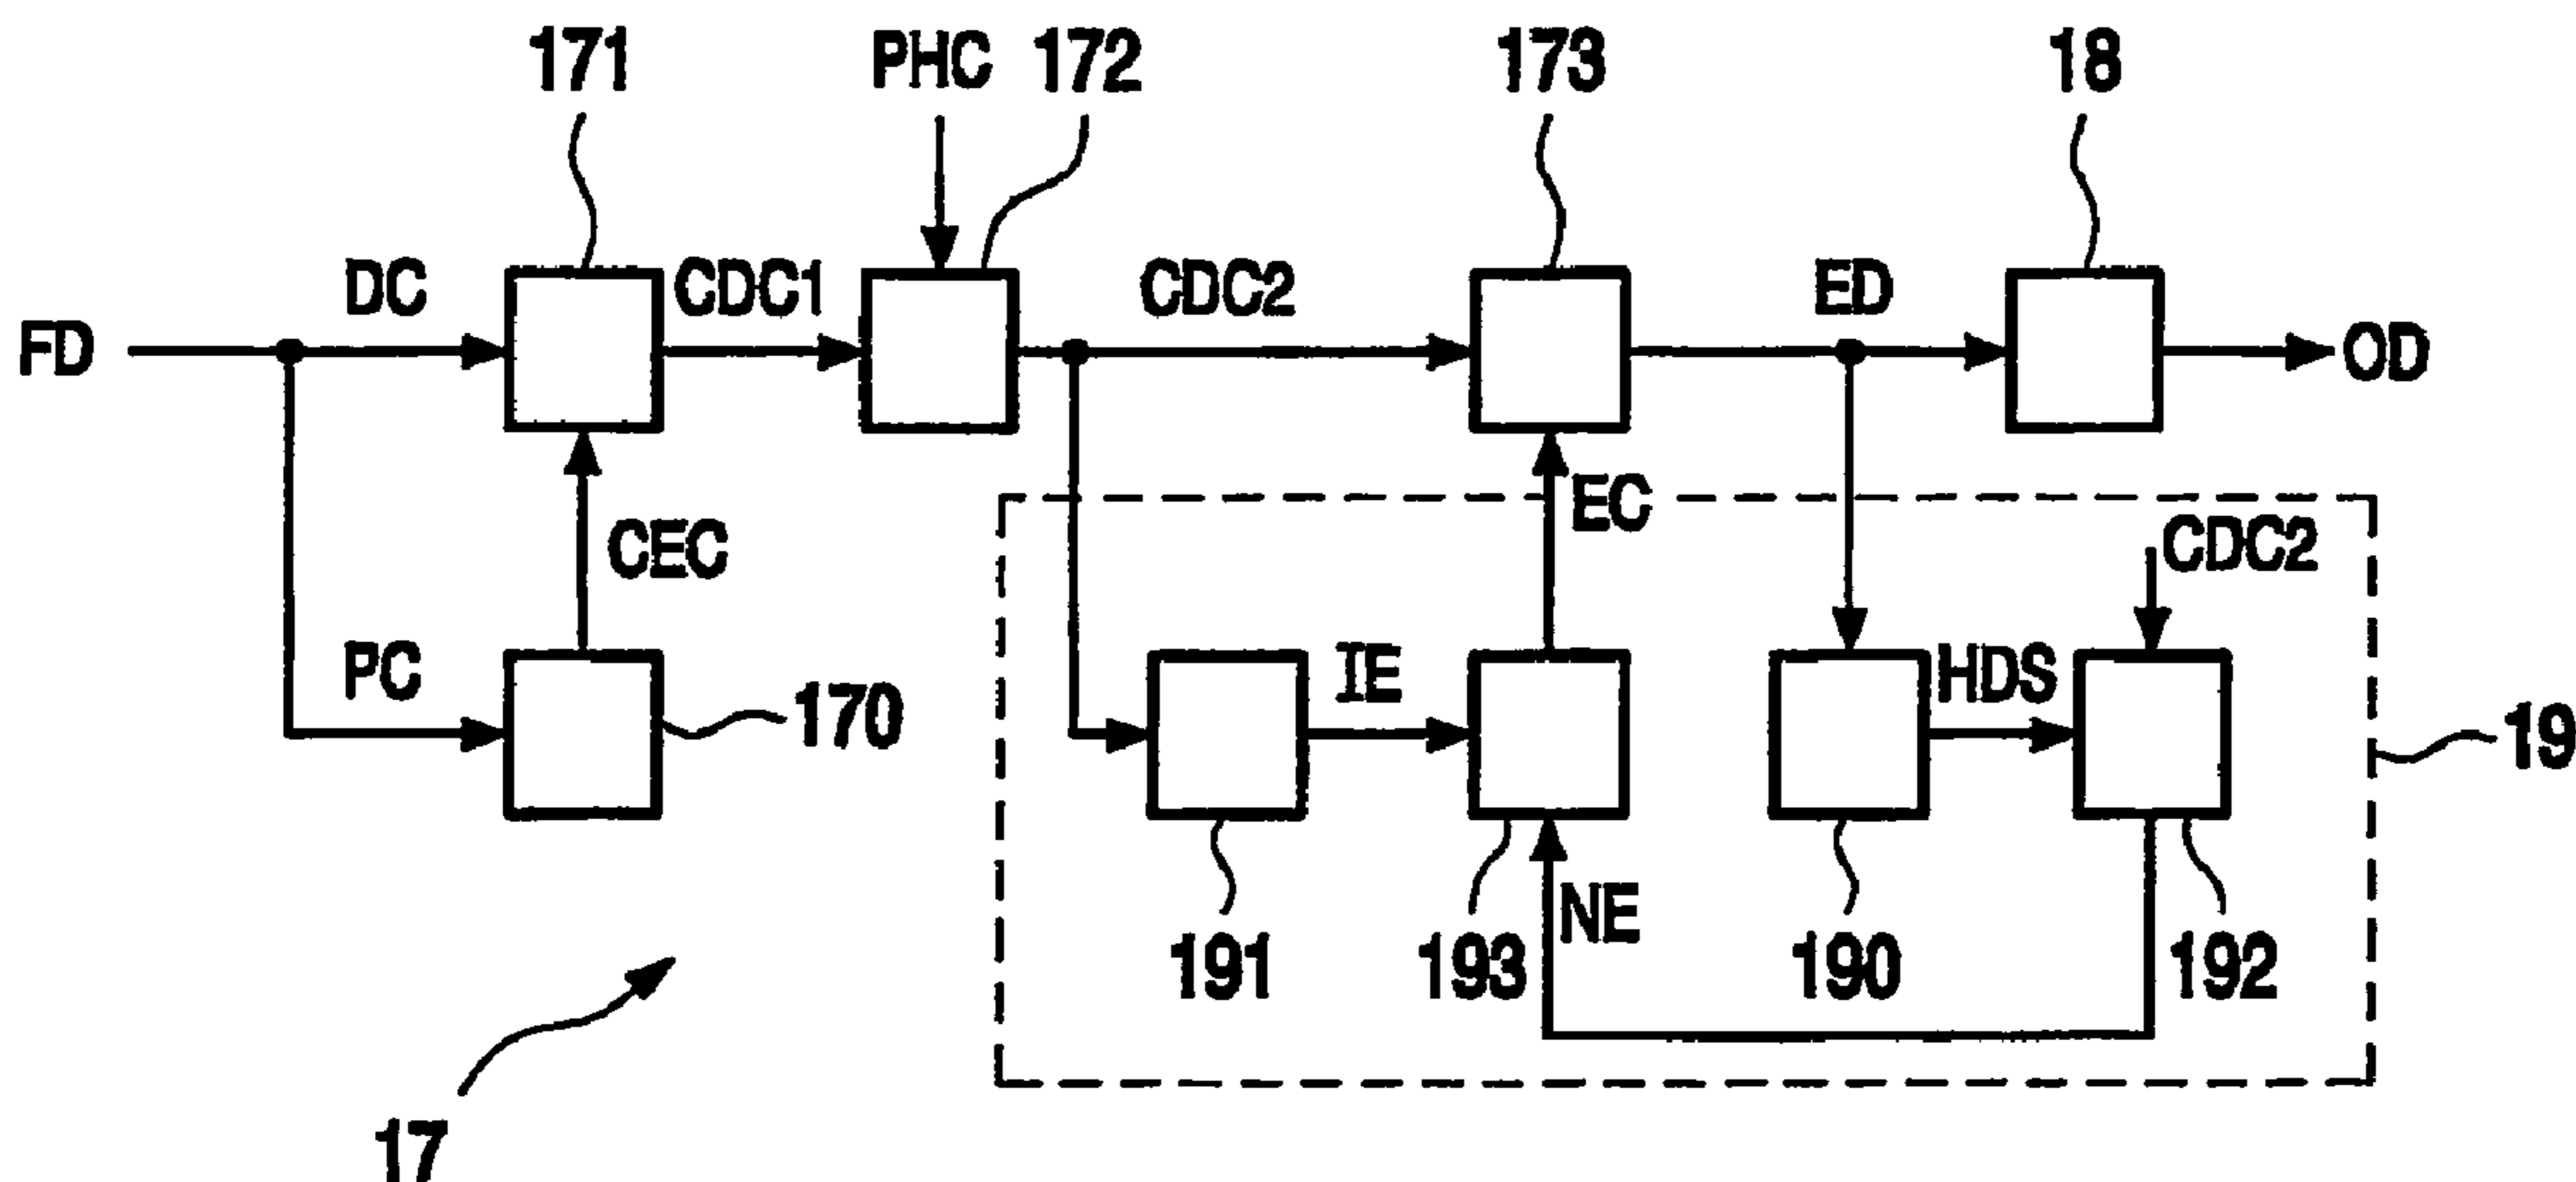 171 PHC 172 173 18
FD DC CDC1 CDC2 ED OD
CEC EC CDC2
PC 170 IE HDS 19
191 193 NE 190 192
17